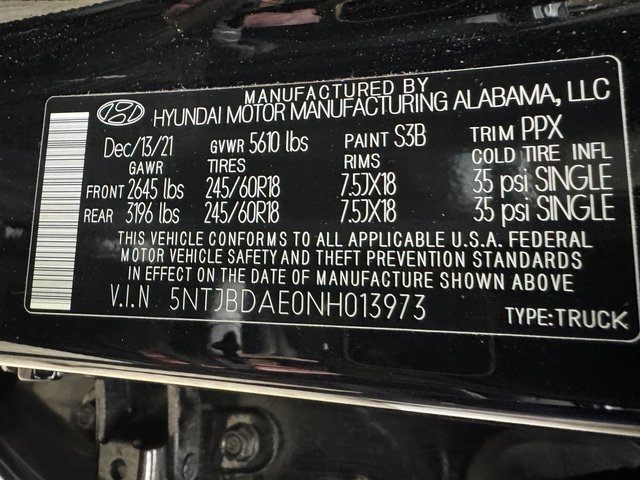 MANUFACTURED BY
HYUNDAI MOTOR MANUFACTURING ALABAMA, LLC
Dec/13/21 GVWR 5610 lbs PAINT S3B TRIM PPX
GAWR TIRES RIMS COLD TIRE INFL
FRONT 2645 lbs 245/60R18 7.5JX18 35 psi SINGLE
REAR 3196 lbs 245/60R18 7.5JX18 35 psi SINGLE
THIS VEHICLE CONFORMS TO ALL APPLICABLE U.S.A. FEDERAL
MOTOR VEHICLE SAFETY AND THEFT PREVENTION STANDARDS
IN EFFECT ON THE DATE OF MANUFACTURE SHOWN ABOVE
V.I.N 5NTJBDAE0NH013973 TYPE:TRUCK